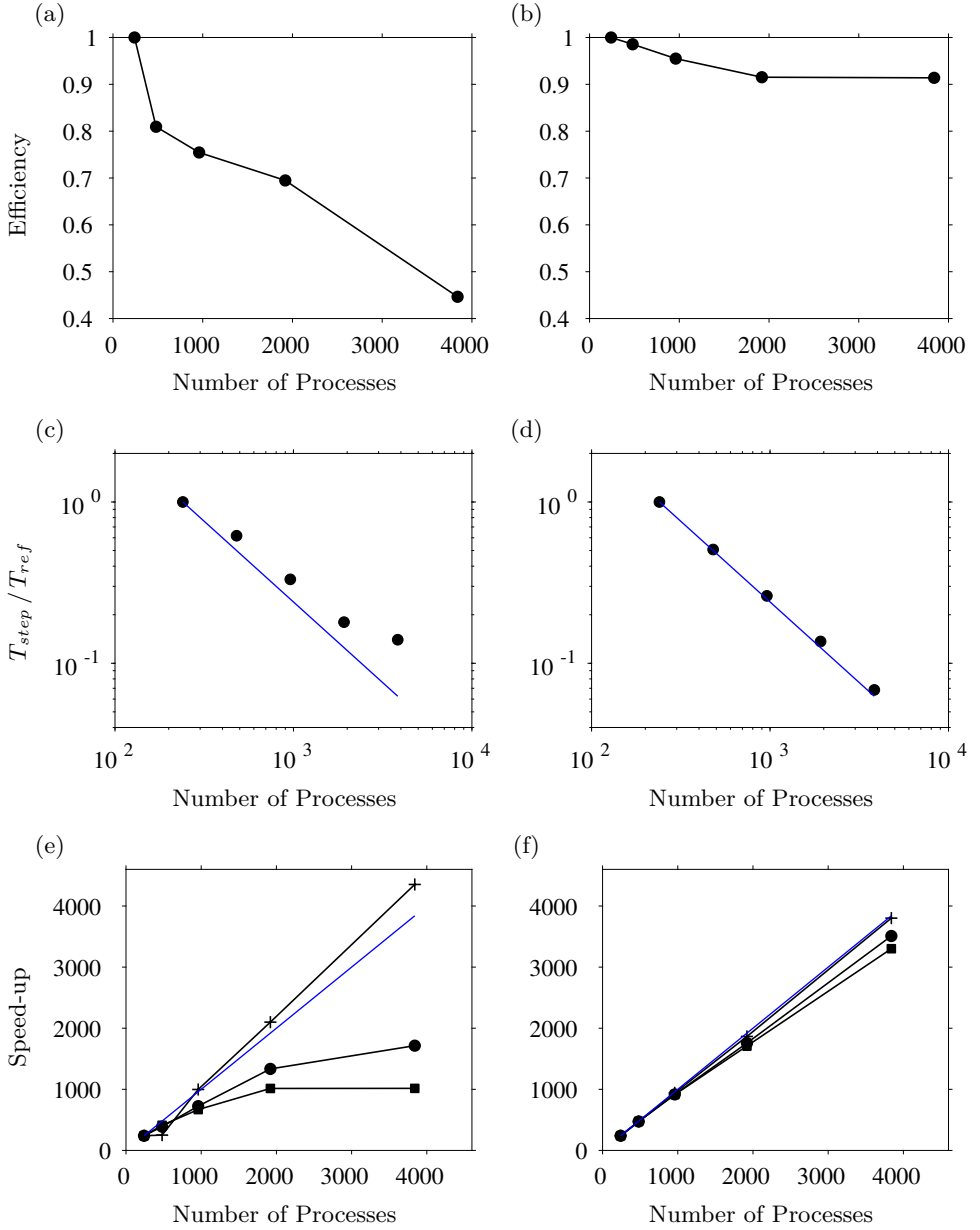 (a)
1
0.9
0.8
0.7
0.6
0.5
0.4
Efficiency
0 1000 2000 3000 4000
Number of Processes
(b)
1
0.9
0.8
0.7
0.6
0.5
0.4
0 1000 2000 3000 4000
Number of Processes
(c)
10 0
10 -1
T step / T ref
10 2 10 3 10 4
Number of Processes
(d)
10 0
10 -1
10 2 10 3 10 4
Number of Processes
(e)
4000
3000
2000
1000
0
Speed-up
0 1000 2000 3000 4000
Number of Processes
(f)
4000
3000
2000
1000
0
0 1000 2000 3000 4000
Number of Processes